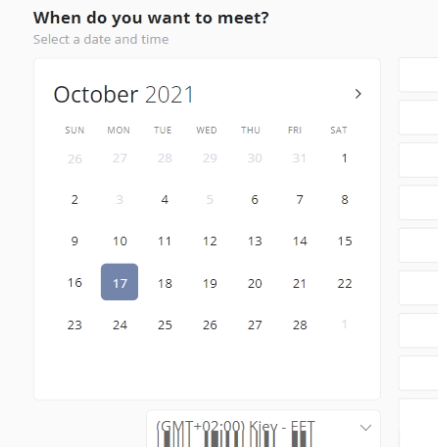 When do you want to meet?
Select a date and time
October 2021
SUN MON TUE WED THU FRI SAT
26 27 28 29 30 31 1
2 3 4 5 6 7 8
9 10 11 12 13 14 15
16 17 18 19 20 21 22
23 24 25 26 27 28 1
(GMT+02:00) Kiev - EET